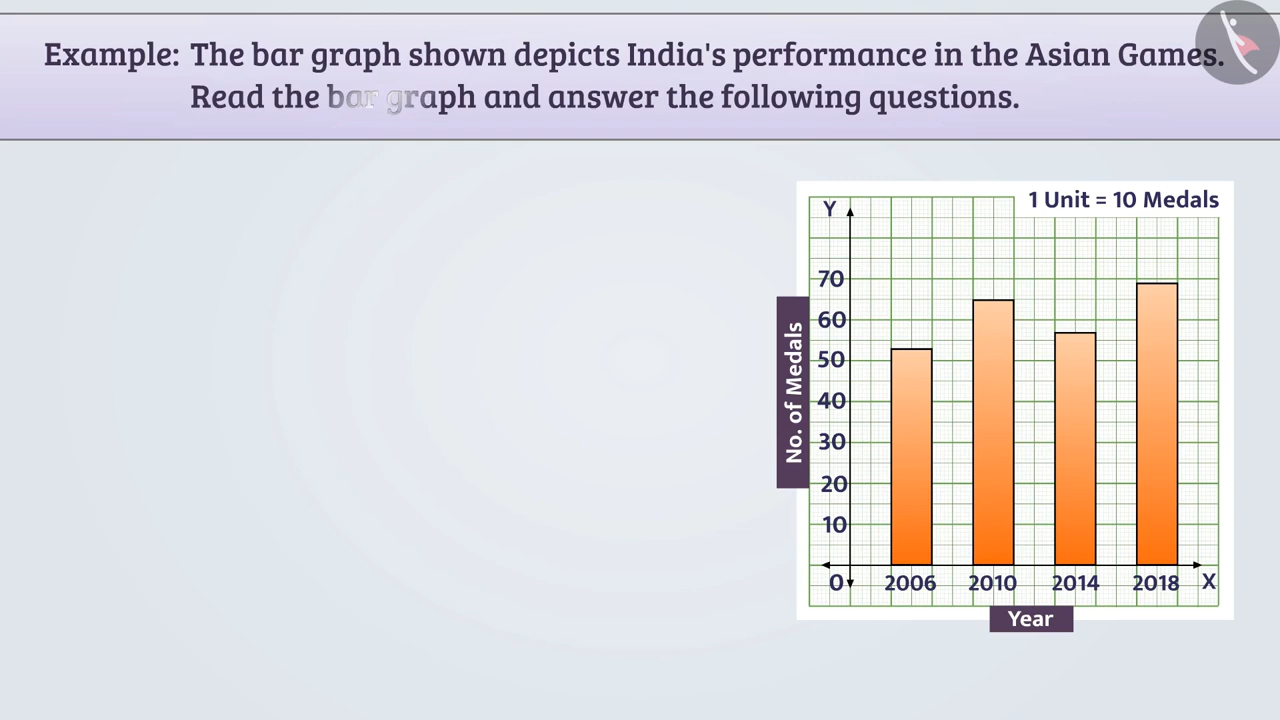 Example: The bar graph shown depicts India's performance in the Asian Games.
Read the bar graph and answer the following questions.
1 Unit = 10 Medals
Y
70
60
50
40
30
20
10
0
No. of Medals
2006 2010 2014 2018 X
Year